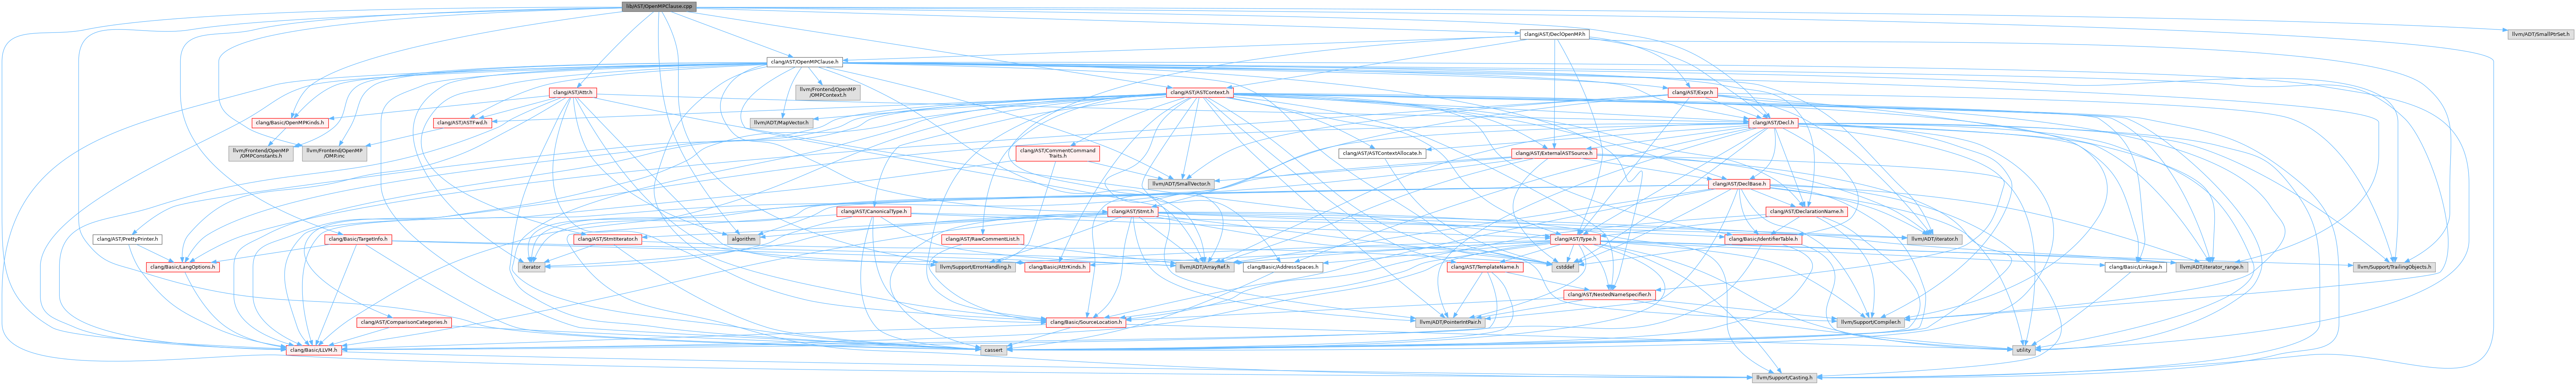 lib/AST/OpenMPClause.cpp
clang/AST/DeclOpenMP.h
llvm/ADT/SmallPtrSet.h
clang/AST/OpenMPClause.h
llvm/Frontend/OpenMP
/OMPContext.h
clang/AST/Attr.h
clang/AST/ASTContext.h
clang/AST/Expr.h
clang/Basic/OpenMPKinds.h
clang/AST/ASTFwd.h
llvm/ADT/MapVector.h
clang/AST/Decl.h
llvm/Frontend/OpenMP
/OMPConstants.h
llvm/Frontend/OpenMP
/OMP.inc
clang/AST/CommentCommand
Traits.h
clang/AST/ASTContextAllocate.h
clang/AST/ExternalASTSource.h
llvm/ADT/SmallVector.h
clang/AST/DeclBase.h
clang/AST/CanonicalType.h
clang/AST/Stmt.h
clang/AST/DeclarationName.h
clang/AST/PrettyPrinter.h
clang/Basic/TargetInfo.h
clang/AST/StmtIterator.h
algorithm
clang/AST/RawCommentList.h
clang/AST/Type.h
clang/Basic/IdentifierTable.h
llvm/ADT/iterator.h
clang/Basic/LangOptions.h
iterator
llvm/Support/ErrorHandling.h
clang/Basic/AttrKinds.h
llvm/ADT/ArrayRef.h
clang/Basic/AddressSpaces.h
clang/AST/TemplateName.h
cstddef
clang/Basic/Linkage.h
llvm/ADT/iterator_range.h
llvm/Support/TrailingObjects.h
clang/AST/NestedNameSpecifier.h
clang/AST/ComparisonCategories.h
clang/Basic/SourceLocation.h
llvm/ADT/PointerIntPair.h
llvm/Support/Compiler.h
clang/Basic/LLVM.h
cassert
utility
llvm/Support/Casting.h